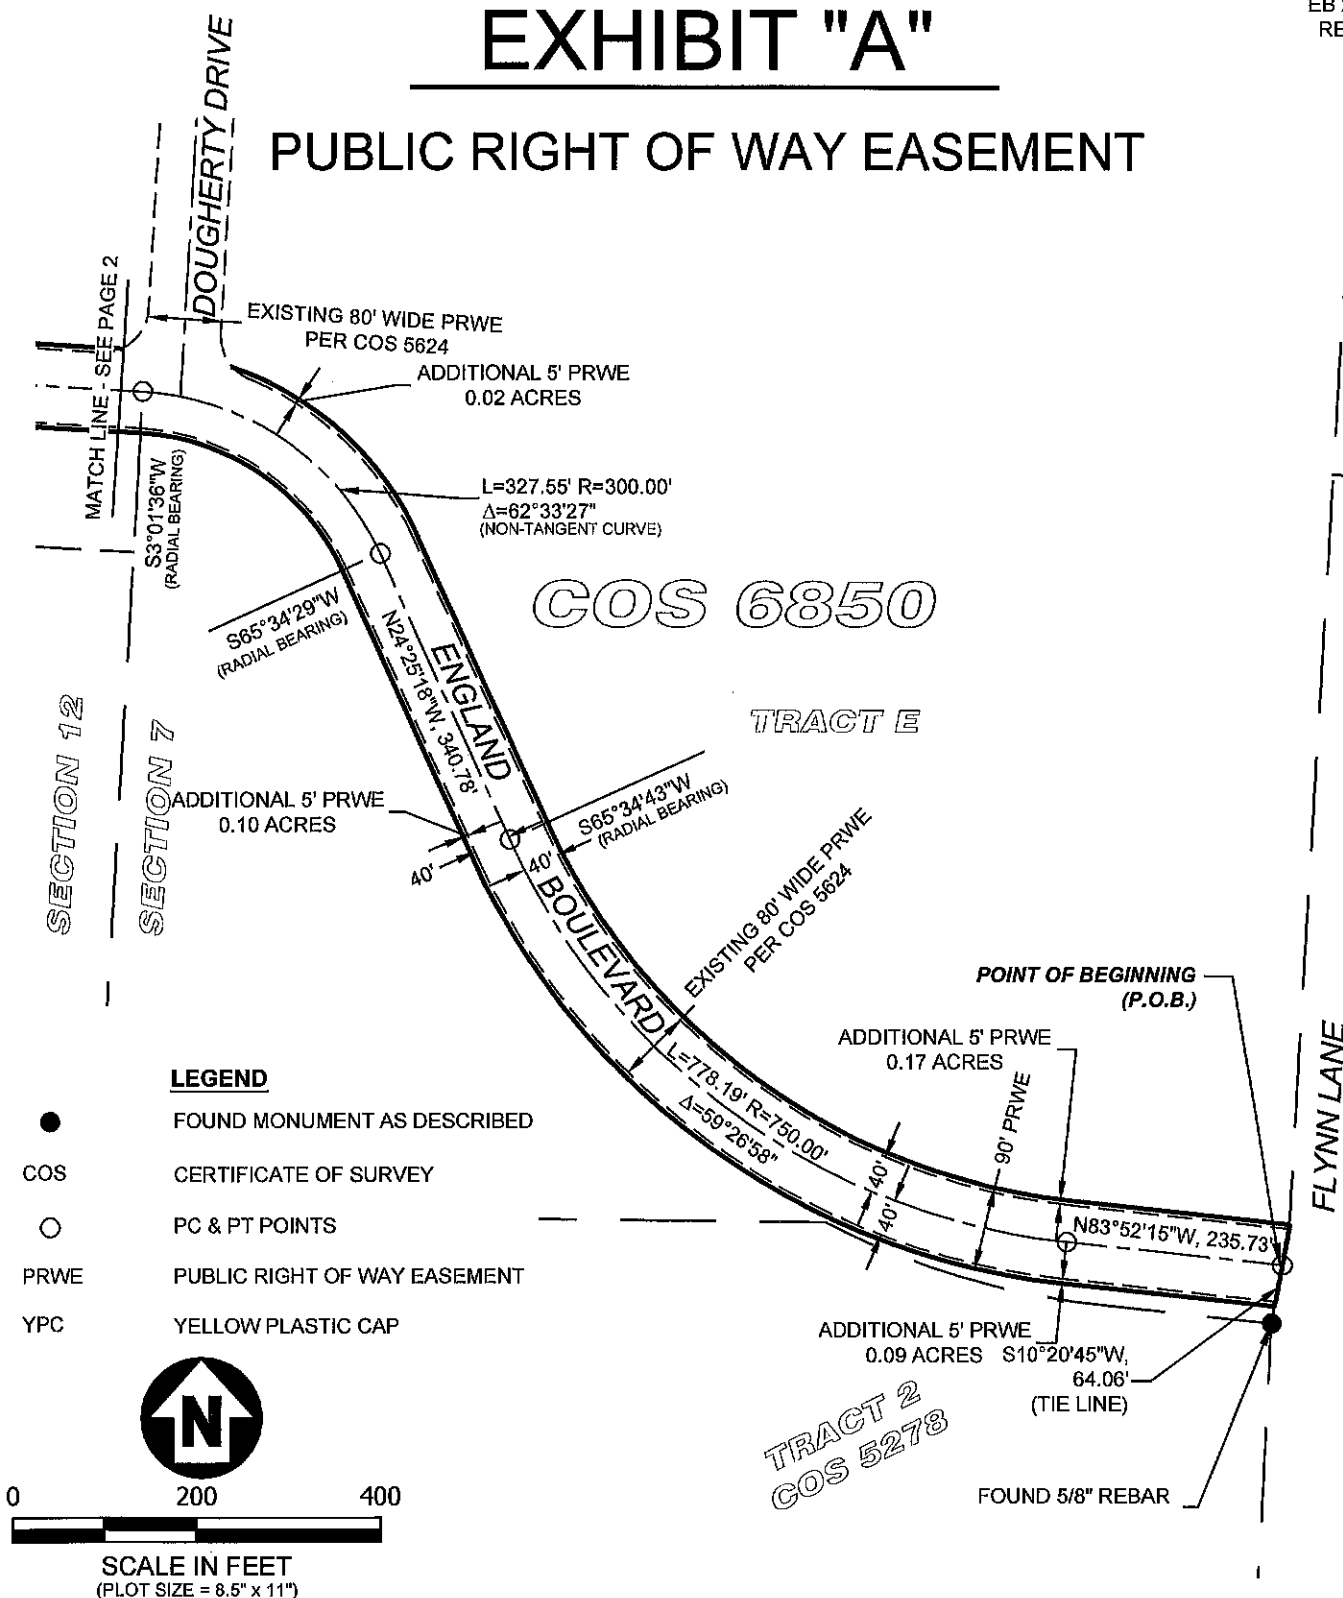 EXHIBIT "A"
EB
RE
PUBLIC RIGHT OF WAY EASEMENT
DOUGHERTY DRIVE
MATCH LINE - SEE PAGE 2
EXISTING 80' WIDE PRWE
PER COS 5624
ADDITIONAL 5' PRWE
0.02 ACRES
L=327.55' R=300.00'
Δ=62°33'27"
(NON-TANGENT CURVE)
S3°01'36"W
(RADIAL BEARING)
COS 6850
S65°34'29"W
(RADIAL BEARING)
N24°25'18"W, 340.78'
ENGLAND
BOULEVARD
TRACT E
SECTION 12
SECTION 7
ADDITIONAL 5' PRWE
0.10 ACRES
S65°34'43"W
(RADIAL BEARING)
40'
40'
EXISTING 80' WIDE PRWE
PER COS 5624
POINT OF BEGINNING
(P.O.B.)
ADDITIONAL 5' PRWE
0.17 ACRES
FLYNN LANE
L=778.19' R=750.00'
Δ=59°26'58"
90' PRWE
40'
40'
N83°52'15"W, 235.73'
LEGEND
FOUND MONUMENT AS DESCRIBED
COS CERTIFICATE OF SURVEY
PC & PT POINTS
PRWE PUBLIC RIGHT OF WAY EASEMENT
YPC YELLOW PLASTIC CAP
ADDITIONAL 5' PRWE
0.09 ACRES
S10°20'45"W,
64.06'
(TIE LINE)
TRACT 2
COS 5278
FOUND 5/8" REBAR
N
0 200 400
SCALE IN FEET
(PLOT SIZE = 8.5" x 11")